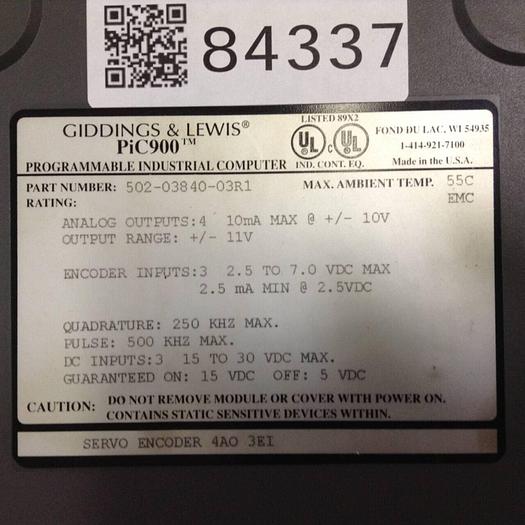 84337
GIDDINGS & LEWIS®
PiC900™
PROGRAMMABLE INDUSTRIAL COMPUTER
LISTED 89X2
UL C UL
IND. CONT. EQ.
FOND DU LAC, WI 54935
1-414-921-7100
Made in the U.S.A.
PART NUMBER: 502-03840-03R1 MAX. AMBIENT TEMP. 55C
RATING: EMC
ANALOG OUTPUTS:4 10mA MAX @ +/- 10V
OUTPUT RANGE: +/- 11V
ENCODER INPUTS:3 2.5 TO 7.0 VDC MAX
2.5 mA MIN @ 2.5VDC
QUADRATURE: 250 KHZ MAX.
PULSE: 500 KHZ MAX.
DC INPUTS:3 15 TO 30 VDC MAX.
GUARANTEED ON: 15 VDC OFF: 5 VDC
CAUTION: DO NOT REMOVE MODULE OR COVER WITH POWER ON.
CONTAINS STATIC SENSITIVE DEVICES WITHIN.
SERVO ENCODER 4AO 3EI